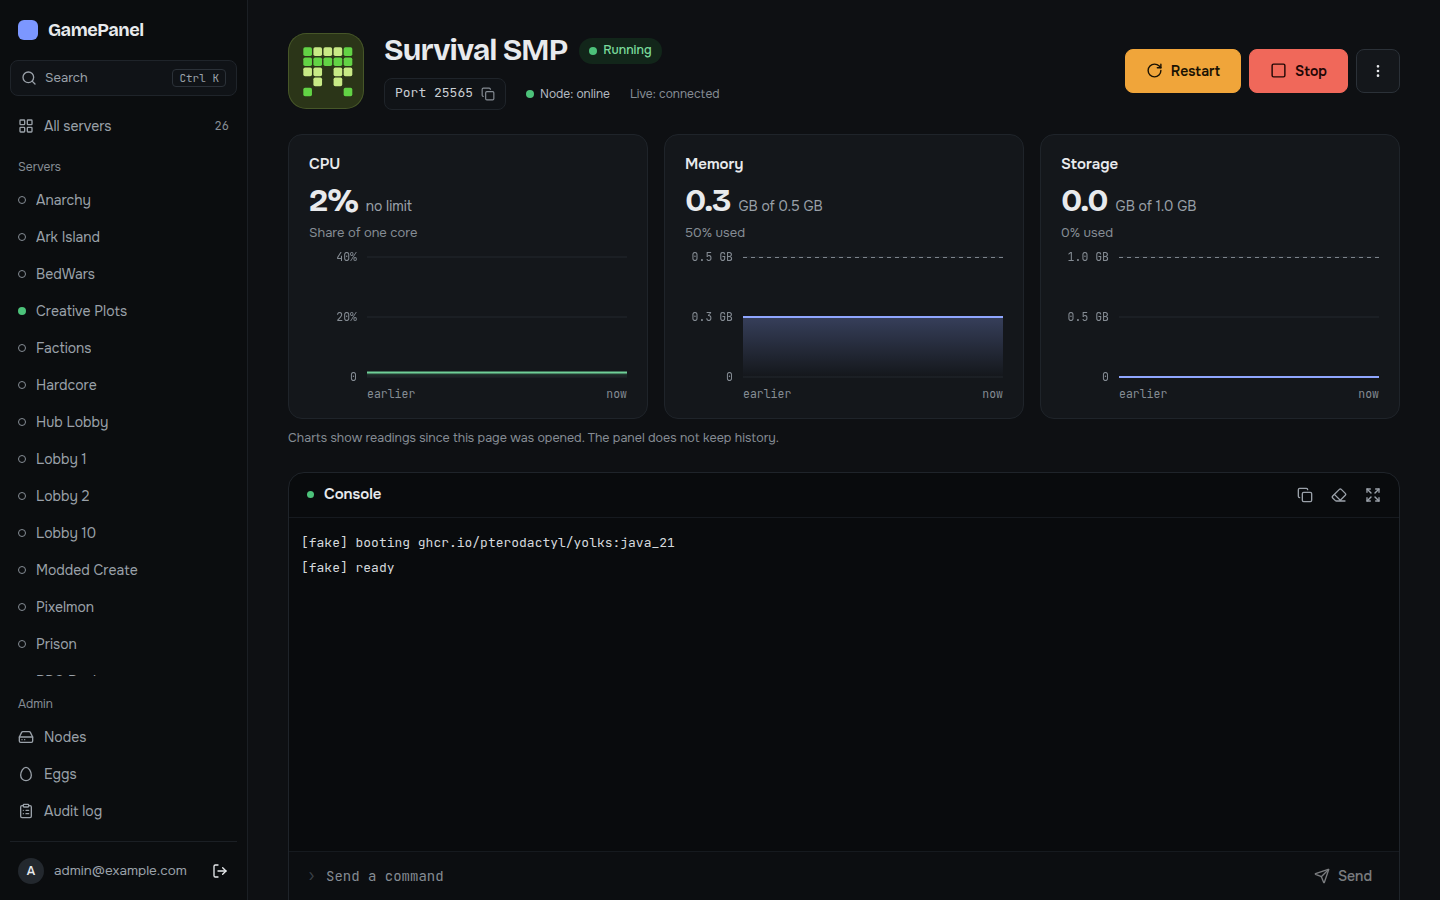 GamePanel
Search Ctrl K
All servers 26
Servers
Anarchy
Ark Island
BedWars
Creative Plots
Factions
Hardcore
Hub Lobby
Lobby 1
Lobby 2
Lobby 10
Modded Create
Pixelmon
Prison
Admin
Nodes
Eggs
Audit log
A admin@example.com
Survival SMP Running
Port 25565 Node: online Live: connected
Restart Stop
CPU
2% no limit
Share of one core
40%
20%
0
earlier now
Memory
0.3 GB of 0.5 GB
50% used
0.5 GB
0.3 GB
0
earlier now
Storage
0.0 GB of 1.0 GB
0% used
1.0 GB
0.5 GB
0
earlier now
Charts show readings since this page was opened. The panel does not keep history.
Console
[fake] booting ghcr.io/pterodactyl/yolks:java_21
[fake] ready
› Send a command Send